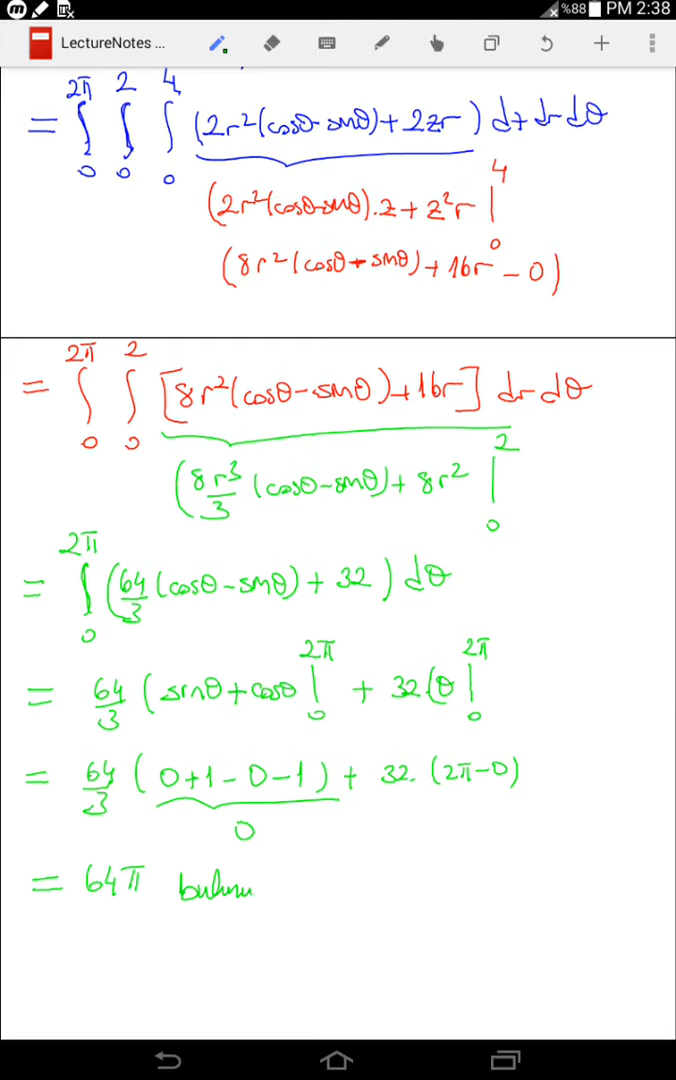 %88 PM 2:38
LectureNotes ...
= ∫₀^2π ∫₀^2 ∫₀^4 (2r²(cosθ-sinθ)+2zr) dz dr dθ
(2r²(cosθ-sinθ).z + z²r |₀^4
(8r²(cosθ-sinθ)+16r - 0)
= ∫₀^2π ∫₀^2 [8r²(cosθ-sinθ)+16r] dr dθ
(8r³/3 (cosθ-sinθ)+8r² |₀^2
= ∫₀^2π (64/3 (cosθ-sinθ)+32) dθ
= 64/3 (sinθ+cosθ |₀^2π + 32(θ |₀^2π
= 64/3 (0+1-0-1) + 32.(2π-0)
0
= 64π bulunu